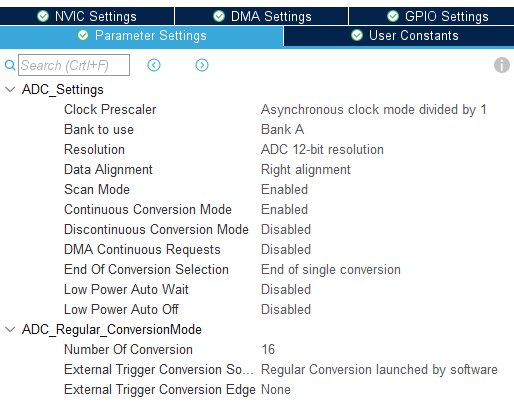 NVIC Settings DMA Settings GPIO Settings
Parameter Settings User Constants
Search (Crtl+F)
ADC_Settings
Clock Prescaler Asynchronous clock mode divided by 1
Bank to use Bank A
Resolution ADC 12-bit resolution
Data Alignment Right alignment
Scan Mode Enabled
Continuous Conversion Mode Enabled
Discontinuous Conversion Mode Disabled
DMA Continuous Requests Disabled
End Of Conversion Selection End of single conversion
Low Power Auto Wait Disabled
Low Power Auto Off Disabled
ADC_Regular_ConversionMode
Number Of Conversion 16
External Trigger Conversion So... Regular Conversion launched by software
External Trigger Conversion Edge None